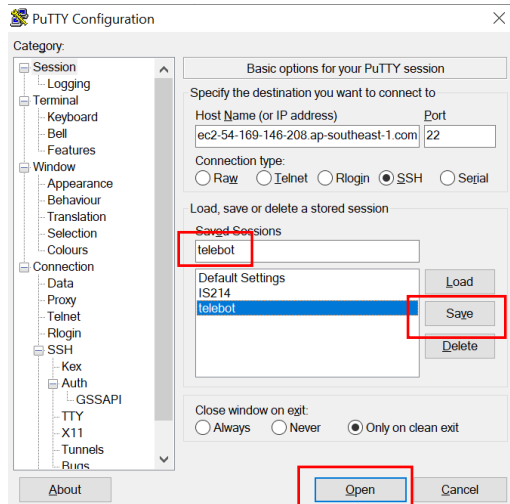 PuTTY Configuration
Category:
Session
Logging
Terminal
Keyboard
Bell
Features
Window
Appearance
Behaviour
Translation
Selection
Colours
Connection
Data
Proxy
Telnet
Rlogin
SSH
Kex
Auth
GSSAPI
TTY
X11
Tunnels
Bugs
Basic options for your PuTTY session
Specify the destination you want to connect to
Host Name (or IP address) Port
ec2-54-169-146-208.ap-southeast-1.com 22
Connection type:
Raw Telnet Rlogin SSH Serial
Load, save or delete a stored session
Saved Sessions
telebot
Default Settings
IS214
telebot
Load
Save
Delete
Close window on exit:
Always Never Only on clean exit
About Open Cancel